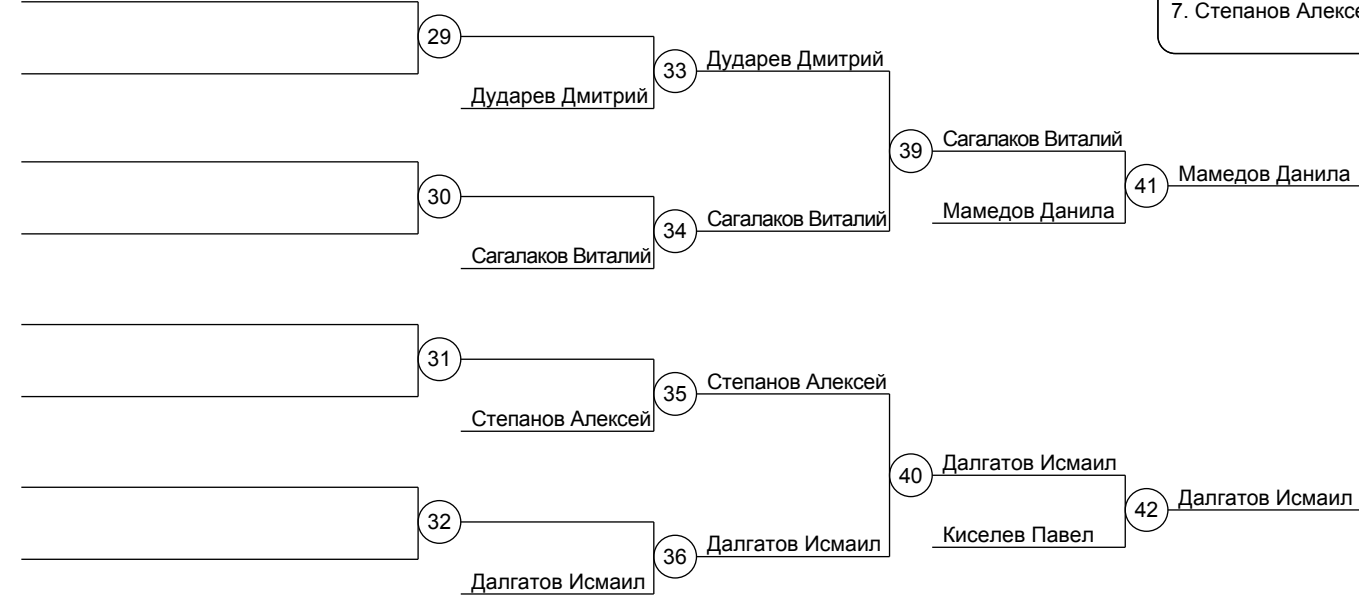 7. Степанов Алексе
29
33
Дударев Дмитрий
Дударев Дмитрий
39
Сагалаков Виталий
41
Мамедов Данила
30
34
Сагалаков Виталий
Мамедов Данила
Сагалаков Виталий
31
35
Степанов Алексей
Степанов Алексей
40
Далгатов Исмаил
42
Далгатов Исмаил
32
36
Далгатов Исмаил
Киселев Павел
Далгатов Исмаил